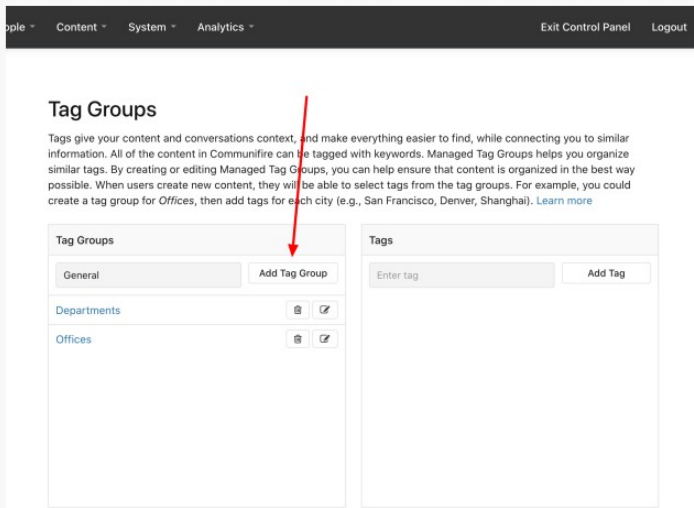 Content System Analytics Exit Control Panel Logout
Tag Groups
Tags give your content and conversations context, and make everything easier to find, while connecting you to similar
information. All of the content in Communifire can be tagged with keywords. Managed Tag Groups helps you organize
similar tags. By creating or editing Managed Tag Groups, you can help ensure that content is organized in the best way
possible. When users create new content, they will be able to select tags from the tag groups. For example, you could
create a tag group for Offices, then add tags for each city (e.g., San Francisco, Denver, Shanghai). Learn more
Tag Groups
General Add Tag Group
Departments
Offices
Tags
Enter tag Add Tag